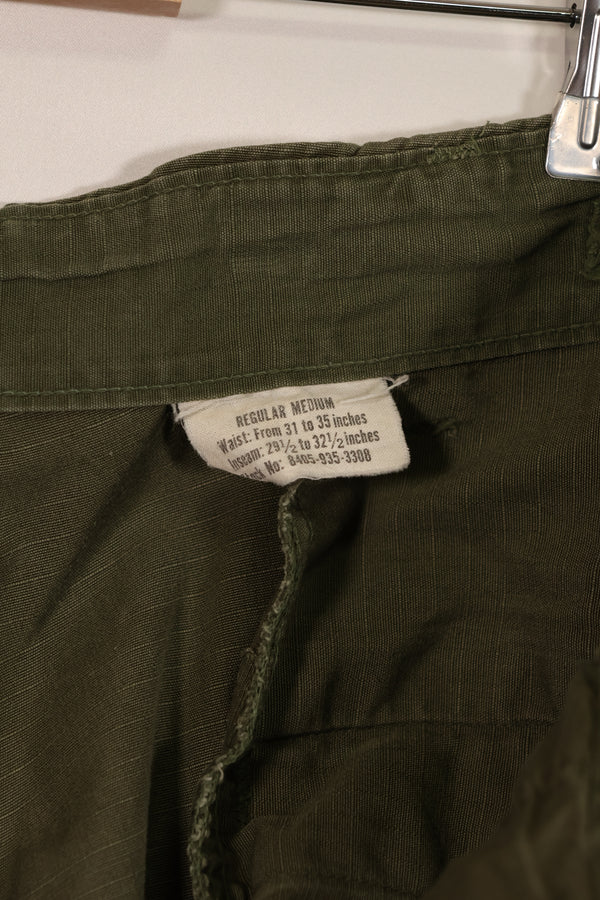 REGULAR MEDIUM
Waist: From 31 to 35 inches
Inseam: 29½ to 32½ inches
No: 8405-935-3308